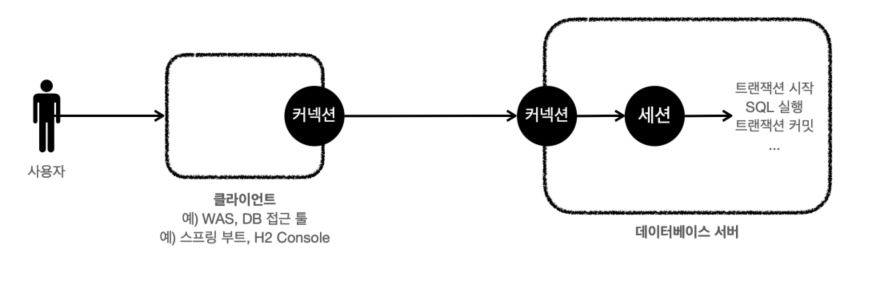 사용자
커넥션
클라이언트
예) WAS, DB 접근 툴
예) 스프링 부트, H2 Console
커넥션
세션
트랜잭션 시작
SQL 실행
트랜잭션 커밋
...
데이터베이스 서버